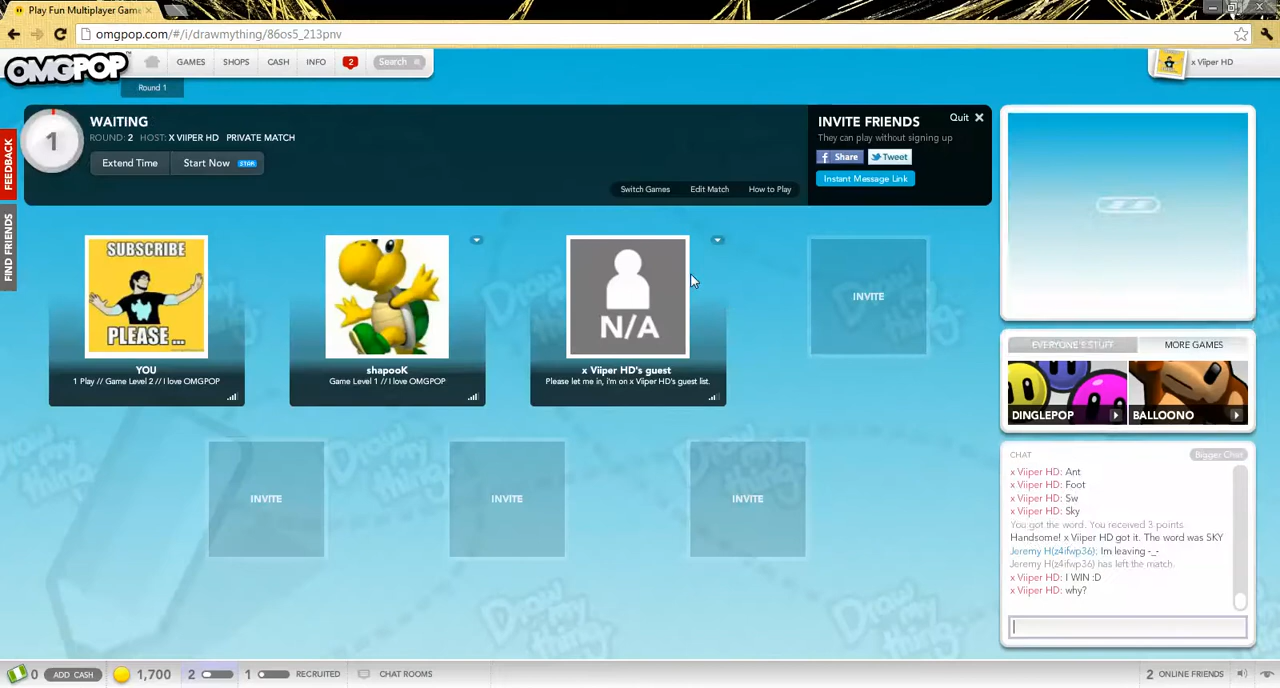 Play Fun Multiplayer Game
omgpop.com/#/i/drawmything/86os5_213pnv
OMGPOP
GAMES
SHOPS
CASH
INFO
2
Search
x Viiper HD
Round 1
FEEDBACK
FIND FRIENDS
1
WAITING
ROUND: 2 HOST: X VIIPER HD PRIVATE MATCH
Extend Time
Start Now STAR
Switch Games
Edit Match
How to Play
INVITE FRIENDS
Quit
They can play without signing up
f Share
Tweet
Instant Message Link
SUBSCRIBE
PLEASE ...
YOU
1 Play // Game Level 2 // I love OMGPOP
shapooK
Game Level 1 // I love OMGPOP
N/A
x Viiper HD's guest
Please let me in, i'm on x Viiper HD's guest list.
INVITE
INVITE
INVITE
INVITE
EVERYONE'S STUFF
MORE GAMES
DINGLEPOP
BALLOONO
CHAT
Bigger Chat
x Viiper HD: Ant
x Viiper HD: Foot
x Viiper HD: Sw
x Viiper HD: Sky
You got the word. You received 3 points
Handsome! x Viiper HD got it. The word was SKY
Jeremy H(z4ifwp36): Im leaving -_-
Jeremy H(z4ifwp36) has left the match.
x Viiper HD: I WIN :D
x Viiper HD: why?
0
ADD CASH
1,700
2
1
RECRUITED
CHAT ROOMS
2 ONLINE FRIENDS